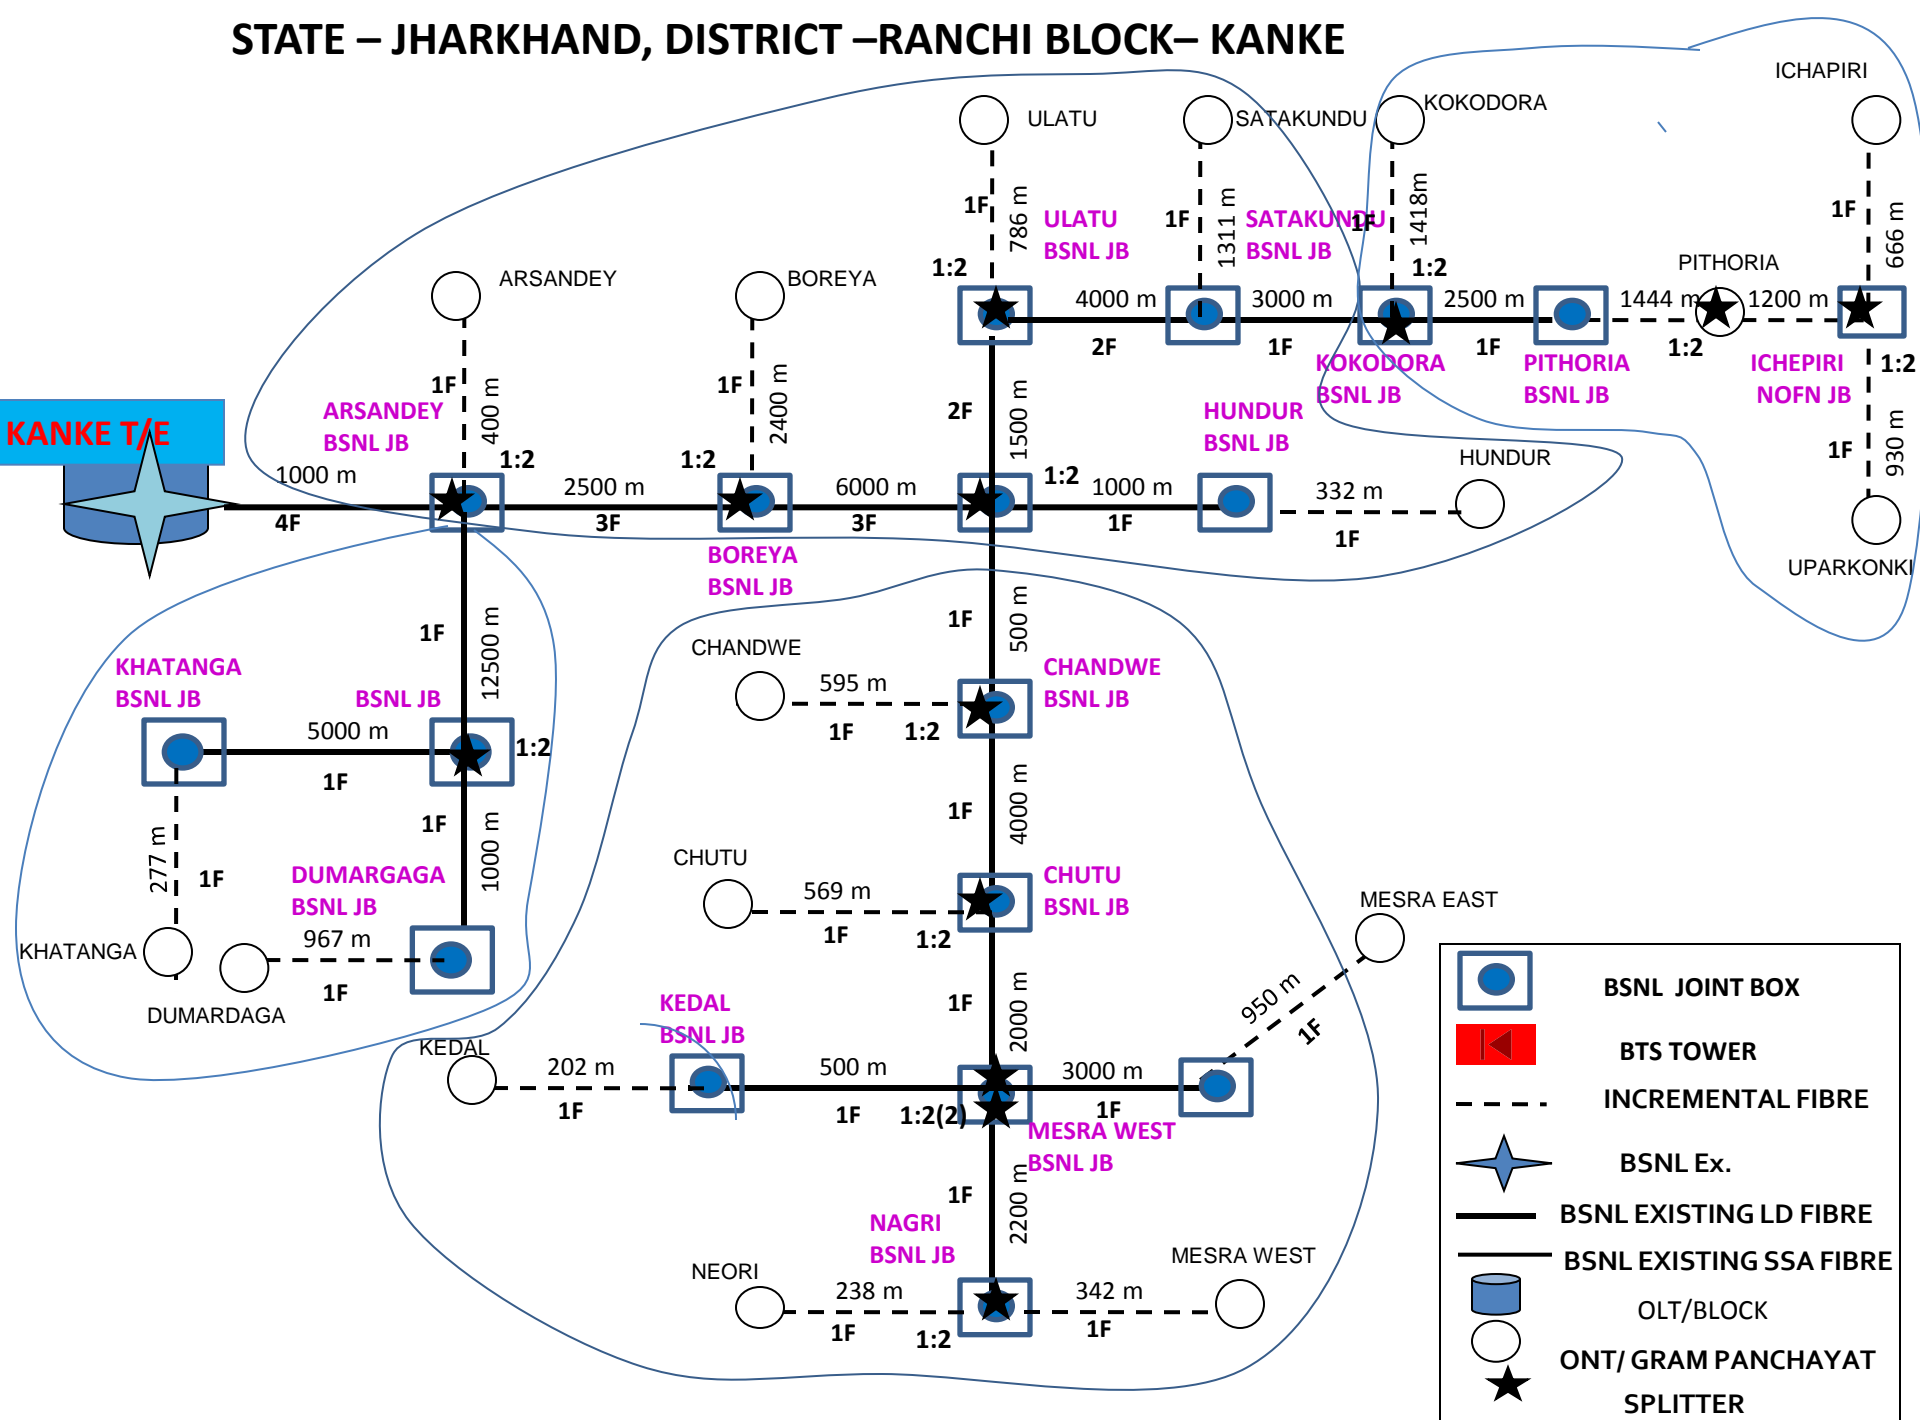 STATE – JHARKHAND, DISTRICT –RANCHI BLOCK– KANKE
ICHAPIRI
ULATU
SATAKUNDU
KOKODORA
1F
786 m
ULATU
BSNL JB
1F
1311 m
SATAKUNDU
BSNL JB
1F
1418m
1F
666 m
ARSANDEY
BOREYA
1:2
4000 m
2F
3000 m
1F
1:2
2500 m
1F
1444 m
PITHORIA
1:2
1200 m
1:2
KOKODORA
BSNL JB
PITHORIA
BSNL JB
ICHEPIRI
NOFN JB
KANKE T/E
ARSANDEY
BSNL JB
1F
400 m
1F
2400 m
2F
1500 m
HUNDUR
BSNL JB
HUNDUR
1F
930 m
UPARKONKI
1000 m
4F
1:2
2500 m
3F
1:2
6000 m
3F
1:2
1000 m
1F
332 m
1F
BOREYA
BSNL JB
1F
12500 m
1F
500 m
CHANDWE
595 m
1F
1:2
CHANDWE
BSNL JB
KHATANGA
BSNL JB
BSNL JB
5000 m
1F
1:2
1F
1000 m
1F
4000 m
277 m
1F
DUMARGAGA
BSNL JB
967 m
1F
KHATANGA
DUMARDAGA
CHUTU
569 m
1F
1:2
CHUTU
BSNL JB
MESRA EAST
950 m
1F
1F
2000 m
KEDAL
BSNL JB
KEDAL
202 m
1F
500 m
1F
1:2(2)
3000 m
1F
MESRA WEST
BSNL JB
1F
2200 m
NAGRI
BSNL JB
NEORI
238 m
1F
1:2
342 m
1F
MESRA WEST
BSNL JOINT BOX
BTS TOWER
INCREMENTAL FIBRE
BSNL Ex.
BSNL EXISTING LD FIBRE
BSNL EXISTING SSA FIBRE
OLT/BLOCK
ONT/ GRAM PANCHAYAT
SPLITTER